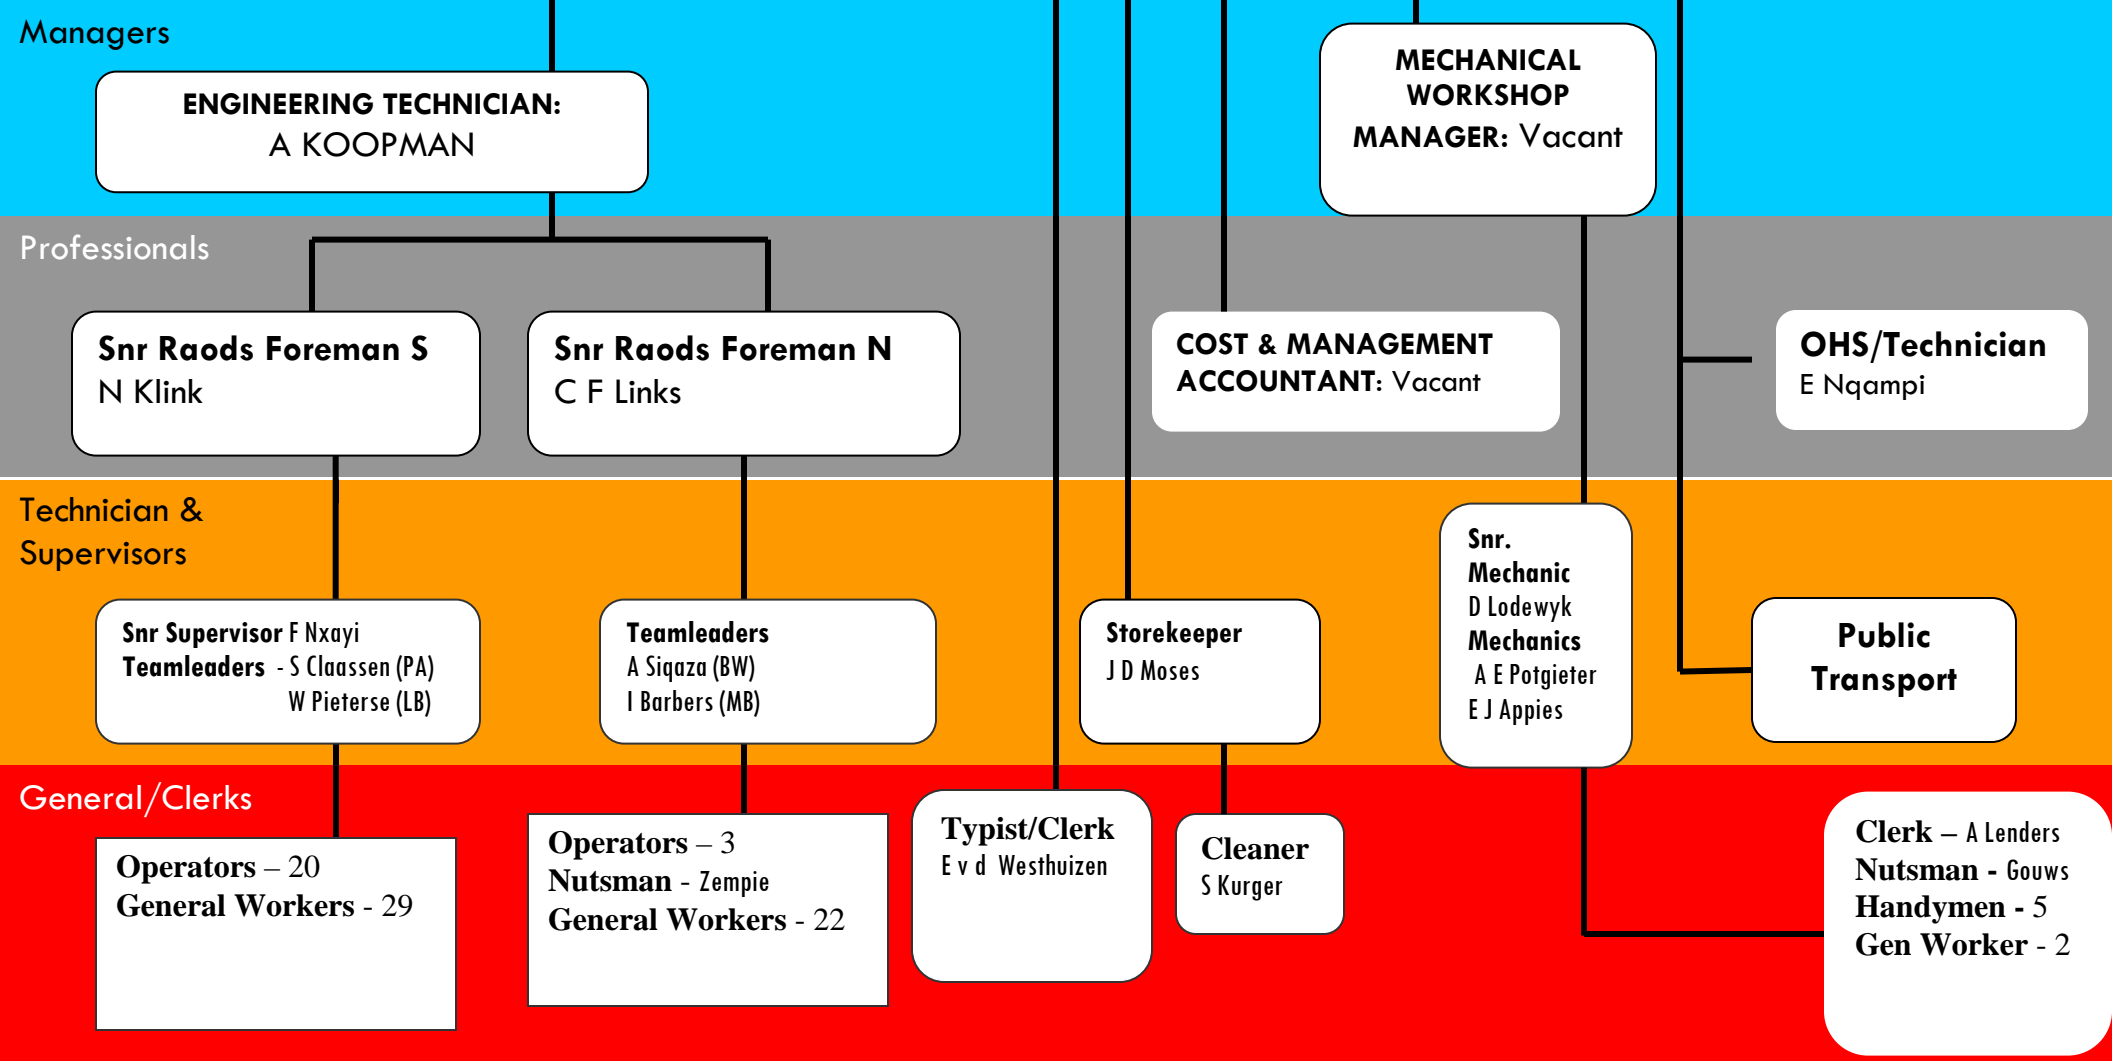 Managers
ENGINEERING TECHNICIAN:
A KOOPMAN
MECHANICAL
WORKSHOP
MANAGER: Vacant
Professionals
Snr Raods Foreman S
N Klink
Snr Raods Foreman N
C F Links
COST & MANAGEMENT
ACCOUNTANT: Vacant
OHS/Technician
E Nqampi
Technician &
Supervisors
Snr Supervisor F Nxayi
Teamleaders - S Claassen (PA)
W Pieterse (LB)
Teamleaders
A Siqaza (BW)
I Barbers (MB)
Storekeeper
J D Moses
Snr.
Mechanic
D Lodewyk
Mechanics
A E Potgieter
E J Appies
Public
Transport
General/Clerks
Operators – 20
General Workers - 29
Operators – 3
Nutsman - Zempie
General Workers - 22
Typist/Clerk
E v d Westhuizen
Cleaner
S Kurger
Clerk – A Lenders
Nutsman - Gouws
Handymen - 5
Gen Worker - 2